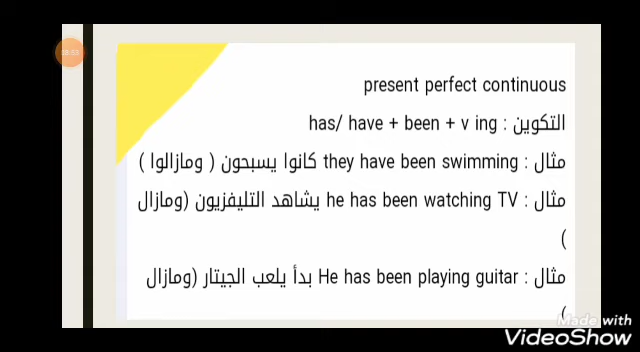 present perfect continuous
التكوين : has/ have + been + v ing
مثال : they have been swimming كانوا يسبحون ( ومازالوا )
مثال : he has been watching TV يشاهد التليفزيون (ومازال
)
مثال : He has been playing guitar بدأ يلعب الجيتار (ومازال
)
Made with
VideoShow